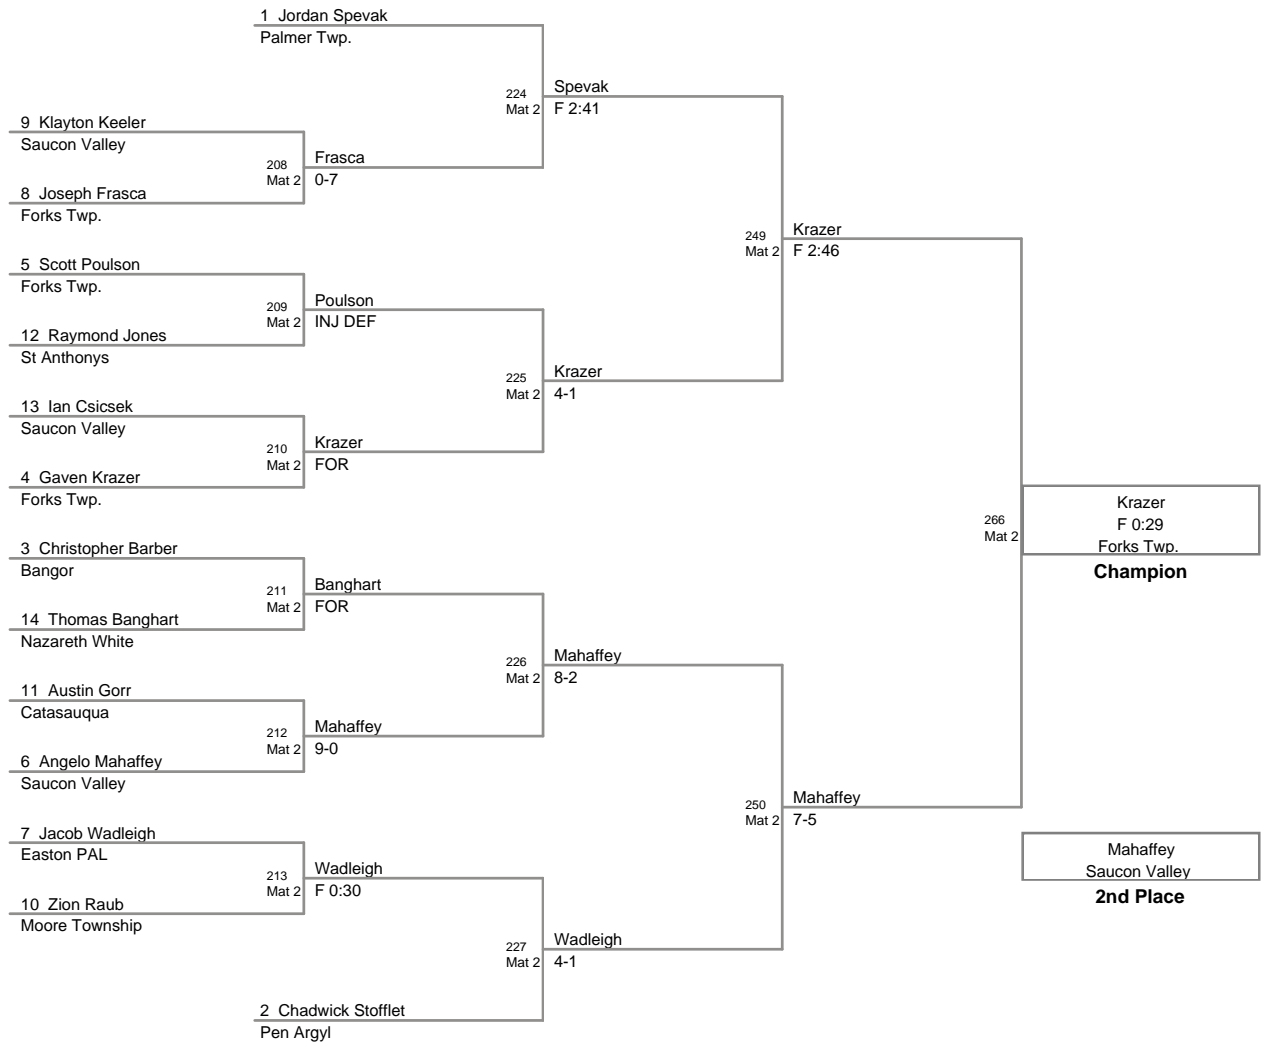 1 Jordan Spevak
Palmer Twp.
224
Mat 2
Spevak
F 2:41
9 Klayton Keeler
Saucon Valley
208
Mat 2
Frasca
0-7
8 Joseph Frasca
Forks Twp.
249
Mat 2
Krazer
F 2:46
5 Scott Poulson
Forks Twp.
209
Mat 2
Poulson
INJ DEF
12 Raymond Jones
St Anthonys
225
Mat 2
Krazer
4-1
13 Ian Csicsek
Saucon Valley
210
Mat 2
Krazer
FOR
4 Gaven Krazer
Forks Twp.
266
Mat 2
Krazer
F 0:29
Forks Twp.
Champion
3 Christopher Barber
Bangor
211
Mat 2
Banghart
FOR
14 Thomas Banghart
Nazareth White
226
Mat 2
Mahaffey
8-2
11 Austin Gorr
Catasauqua
212
Mat 2
Mahaffey
9-0
6 Angelo Mahaffey
Saucon Valley
250
Mat 2
Mahaffey
7-5
7 Jacob Wadleigh
Easton PAL
213
Mat 2
Wadleigh
F 0:30
10 Zion Raub
Moore Township
Mahaffey
Saucon Valley
2nd Place
227
Mat 2
Wadleigh
4-1
2 Chadwick Stofflet
Pen Argyl